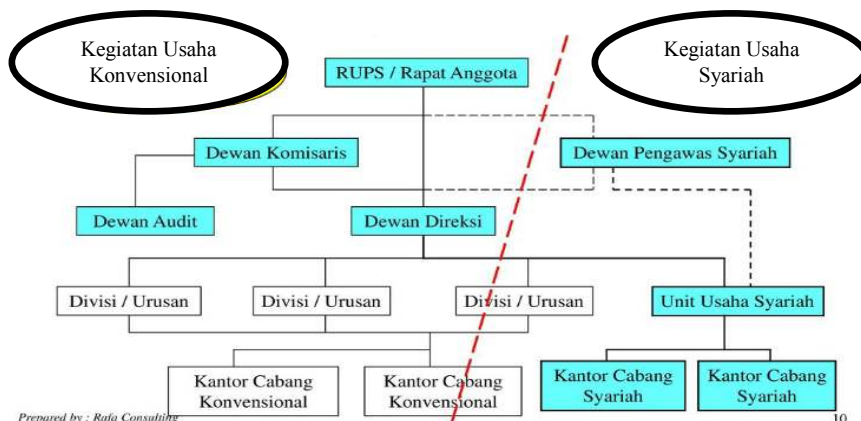 Kegiatan Usaha
Konvensional
Kegiatan Usaha
Syariah
RUPS / Rapat Anggota
Dewan Komisaris
Dewan Pengawas Syariah
Dewan Audit
Dewan Direksi
Divisi / Urusan
Divisi / Urusan
Divisi / Urusan
Unit Usaha Syariah
Kantor Cabang
Konvensional
Kantor Cabang
Konvensional
Kantor Cabang
Syariah
Kantor Cabang
Syariah
Prepared by : Rafa Consulting
10